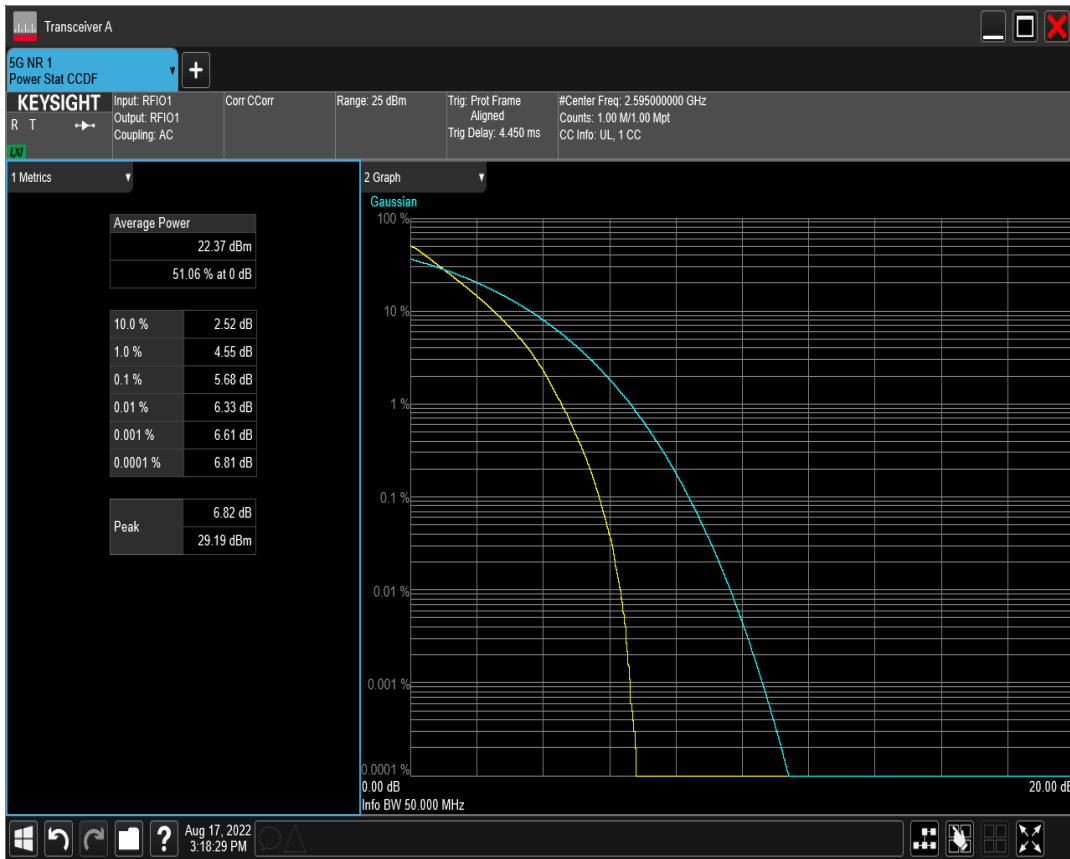 Transceiver A
5G NR 1
Power Stat CCDF
+
KEYSIGHT
R T
LXI
Input: RFIO1
Output: RFIO1
Coupling: AC
Corr CCorr
Range: 25 dBm
Trig: Prot Frame
Aligned
Trig Delay: 4.450 ms
#Center Freq: 2.595000000 GHz
Counts: 1.00 M/1.00 Mpt
CC Info: UL, 1 CC
1 Metrics
Average Power
22.37 dBm
51.06 % at 0 dB
10.0 % 2.52 dB
1.0 % 4.55 dB
0.1 % 5.68 dB
0.01 % 6.33 dB
0.001 % 6.61 dB
0.0001 % 6.81 dB
Peak 6.82 dB
29.19 dBm
2 Graph
Gaussian
100 %
10 %
1 %
0.1 %
0.01 %
0.001 %
0.0001 %
0.00 dB 20.00 dB
Info BW 50.000 MHz
?
Aug 17, 2022
3:18:29 PM